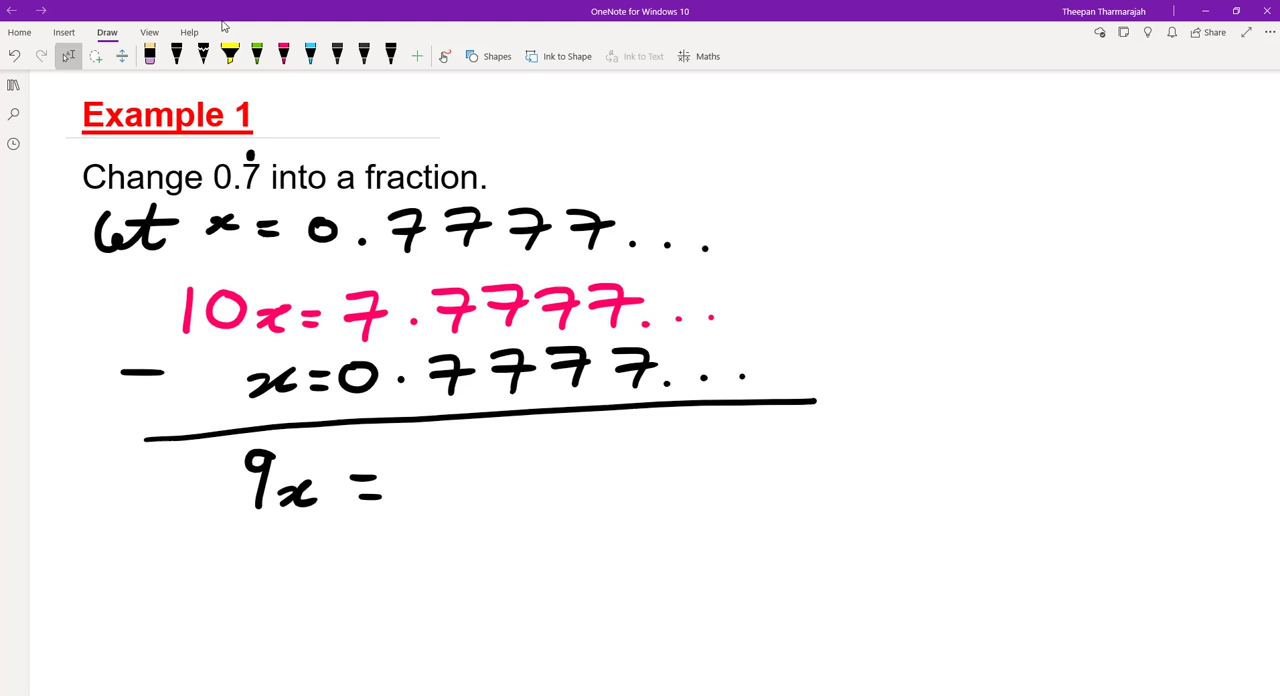 OneNote for Windows 10
Theepan Tharmarajah
Home Insert Draw View Help
Share
Shapes Ink to Shape Ink to Text Maths
Example 1
Change 0.7̇ into a fraction.
let x = 0.7777...
10x = 7.7777...
- x = 0.7777...
9x =